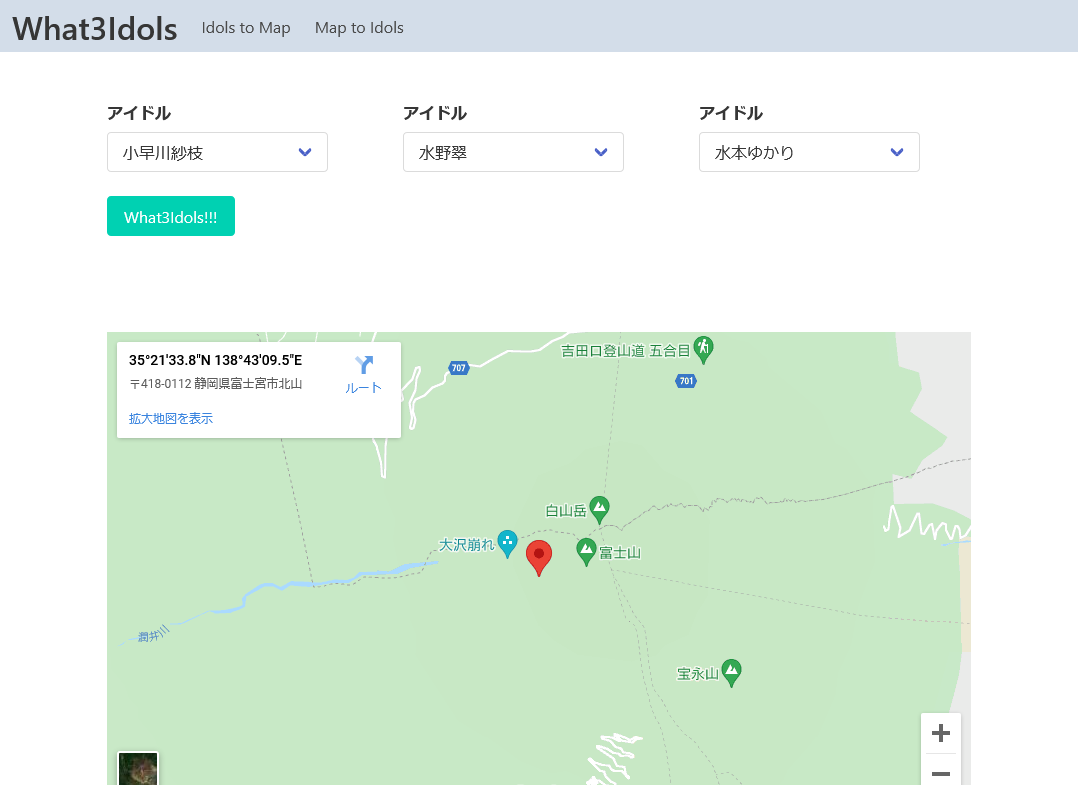 What3Idols Idols to Map Map to Idols
アイドル アイドル アイドル
小早川紗枝 水野翠 水本ゆかり
What3Idols!!!
35°21'33.8"N 138°43'09.5"E
〒418-0112 静岡県富士宮市北山
ルート
拡大地図を表示
707
吉田口登山道 五合目
701
白山岳
大沢崩れ
富士山
潤井川
宝永山